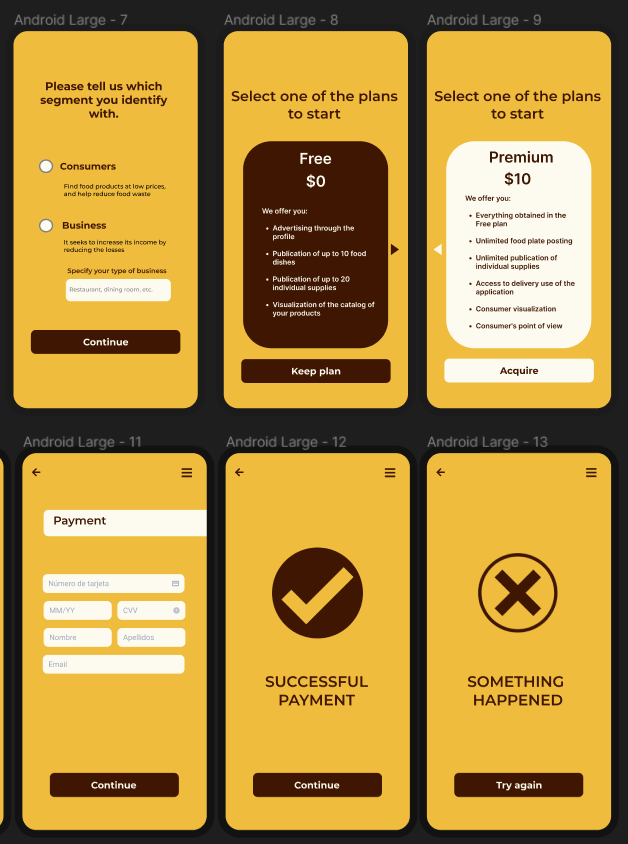 Android Large - 7
Please tell us which
segment you identify
with.
Consumers
Find food products at low prices,
and help reduce food waste
Business
It seeks to increase its income by
reducing the losses
Specify your type of business
Restaurant, dining room, etc.
Continue
Android Large - 8
Select one of the plans
to start
Free
$0
We offer you:
• Advertising through the
profile
• Publication of up to 10 food
dishes
• Publication of up to 20
individual supplies
• Visualization of the catalog of
your products
Keep plan
Android Large - 9
Select one of the plans
to start
Premium
$10
We offer you:
• Everything obtained in the
Free plan
• Unlimited food plate posting
• Unlimited publication of
individual supplies
• Access to delivery use of the
application
• Consumer visualization
• Consumer's point of view
Acquire
Android Large - 11
Payment
Número de tarjeta
MM/YY
CVV
Nombre
Apellidos
Email
Continue
Android Large - 12
SUCCESSFUL
PAYMENT
Continue
Android Large - 13
SOMETHING
HAPPENED
Try again